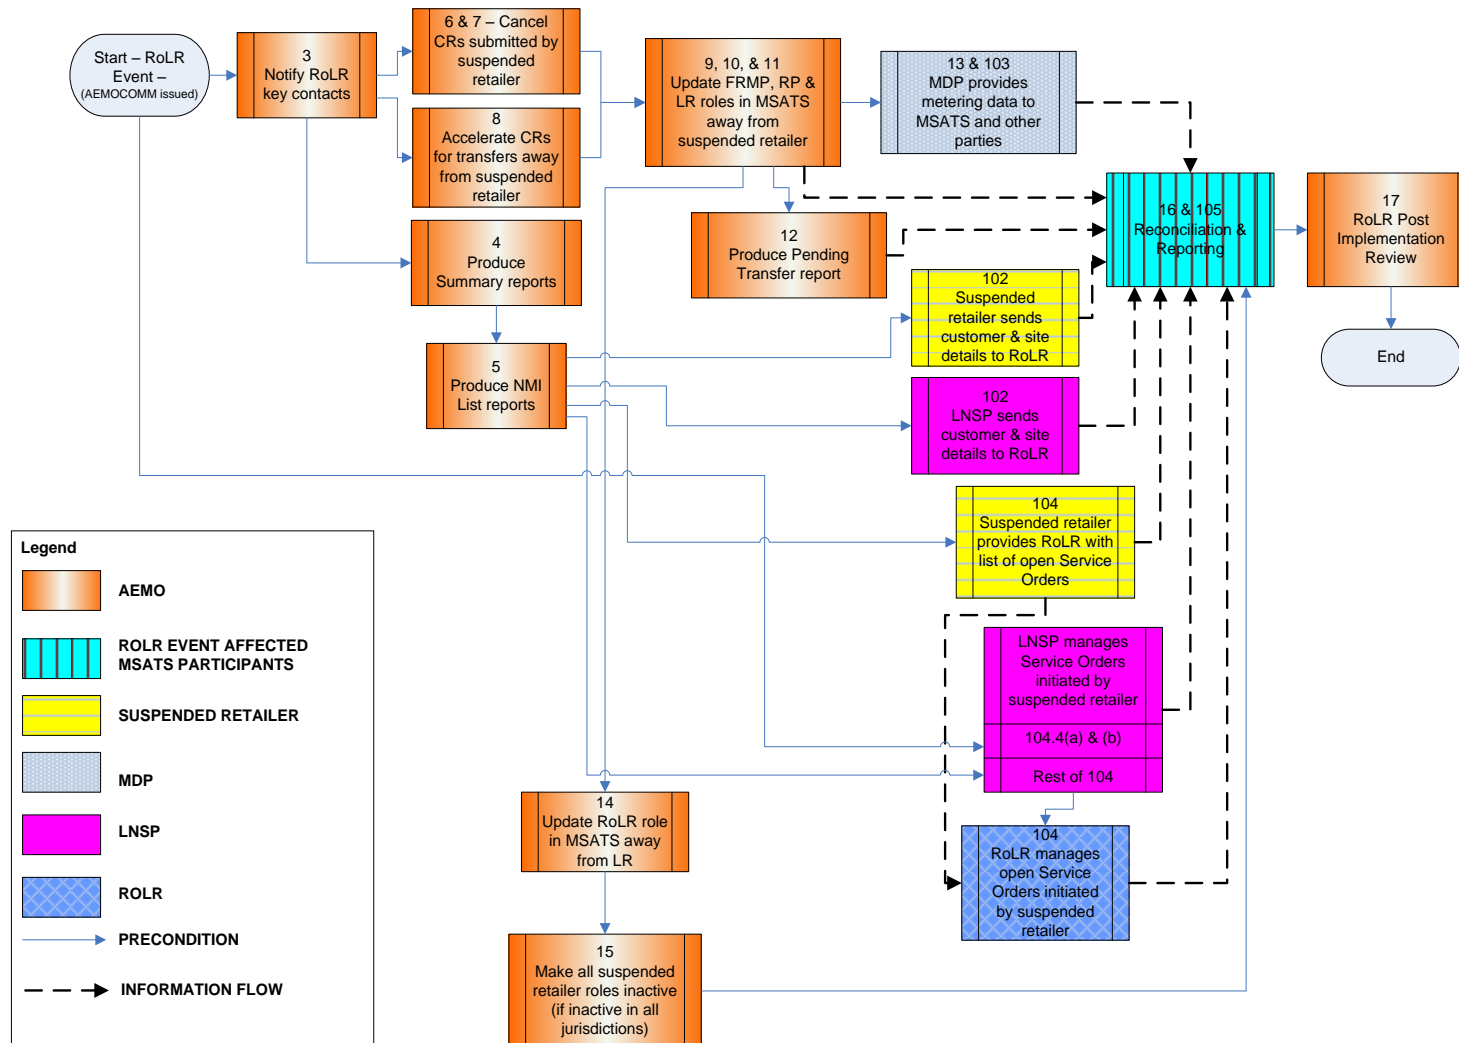 Start – RoLR
Event –
(AEMOCOMM issued)
3
Notify RoLR
key contacts
6 & 7 – Cancel
CRs submitted by
suspended
retailer
8
Accelerate CRs
for transfers away
from suspended
retailer
9, 10, & 11
Update FRMP, RP &
LR roles in MSATS
away from
suspended retailer
13 & 103
MDP provides
metering data to
MSATS and other
parties
4
Produce
Summary reports
12
Produce Pending
Transfer report
16 & 105
Reconciliation &
Reporting
17
RoLR Post
Implementation
Review
End
5
Produce NMI
List reports
102
Suspended
retailer sends
customer & site
details to RoLR
102
LNSP sends
customer & site
details to RoLR
104
Suspended retailer
provides RoLR with
list of open Service
Orders
LNSP manages
Service Orders
initiated by
suspended retailer
104.4(a) & (b)
Rest of 104
104
RoLR manages
open Service
Orders initiated
by suspended
retailer
14
Update RoLR role
in MSATS away
from LR
15
Make all suspended
retailer roles inactive
(if inactive in all
jurisdictions)
Legend
AEMO
ROLR EVENT AFFECTED
MSATS PARTICIPANTS
SUSPENDED RETAILER
MDP
LNSP
ROLR
PRECONDITION
INFORMATION FLOW